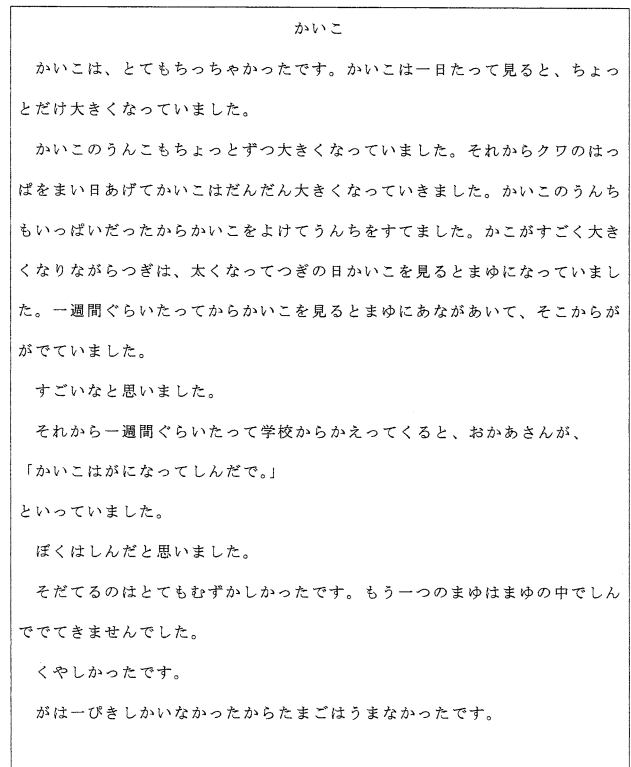 かいこ
かいこは、とてもちっちゃかったです。かいこは一日たって見ると、ちょっ
とだけ大きくなっていました。
かいこのうんこもちょっとずつ大きくなっていました。それからクワのはっ
ぱをまい日あげてかいこはだんだん大きくなっていきました。かいこのうんち
もいっぱいだったからかいこをよけてうんちをすてました。かこがすごく大き
くなりながらつぎは、太くなってつぎの日かいこを見るとまゆになっていまし
た。一週間ぐらいたってからかいこを見るとまゆにあながあいて、そこからが
がでていました。
すごいなと思いました。
それから一週間ぐらいたって学校からかえってくると、おかあさんが、
「かいこはがになってしんだで。」
といっていました。
ぼくはしんだと思いました。
そだてるのはとてもむずかしかったです。もう一つのまゆはまゆの中でしん
ででてきませんでした。
くやしかったです。
がは一ぴきしかいなかったからたまごはうまなかったです。